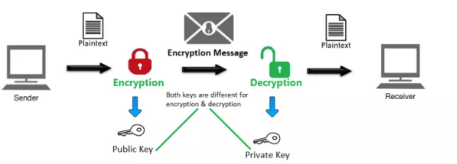 Plaintext
Encryption Message
Plaintext
Encryption
Decryption
Sender
Receiver
Both keys are different for
encryption & decryption
Public Key
Private Key